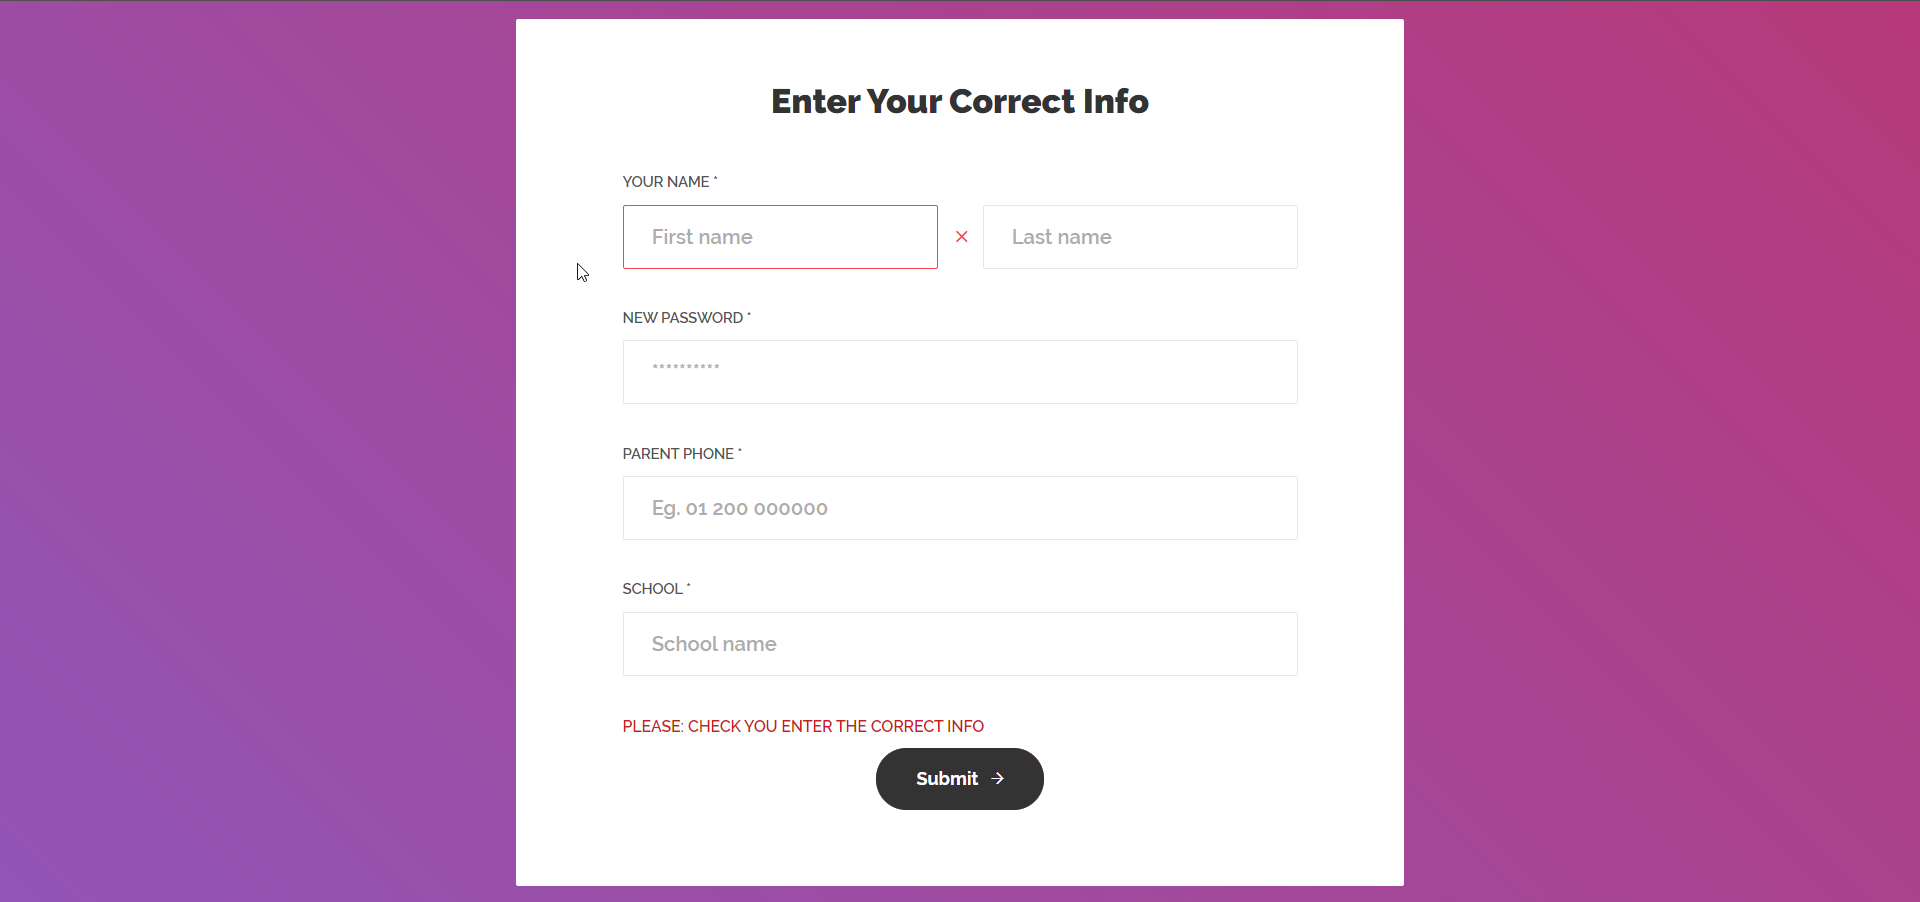 Enter Your Correct Info
YOUR NAME *
First name
Last name
NEW PASSWORD *
**********
PARENT PHONE *
Eg. 01 200 000000
SCHOOL *
School name
PLEASE: CHECK YOU ENTER THE CORRECT INFO
Submit →